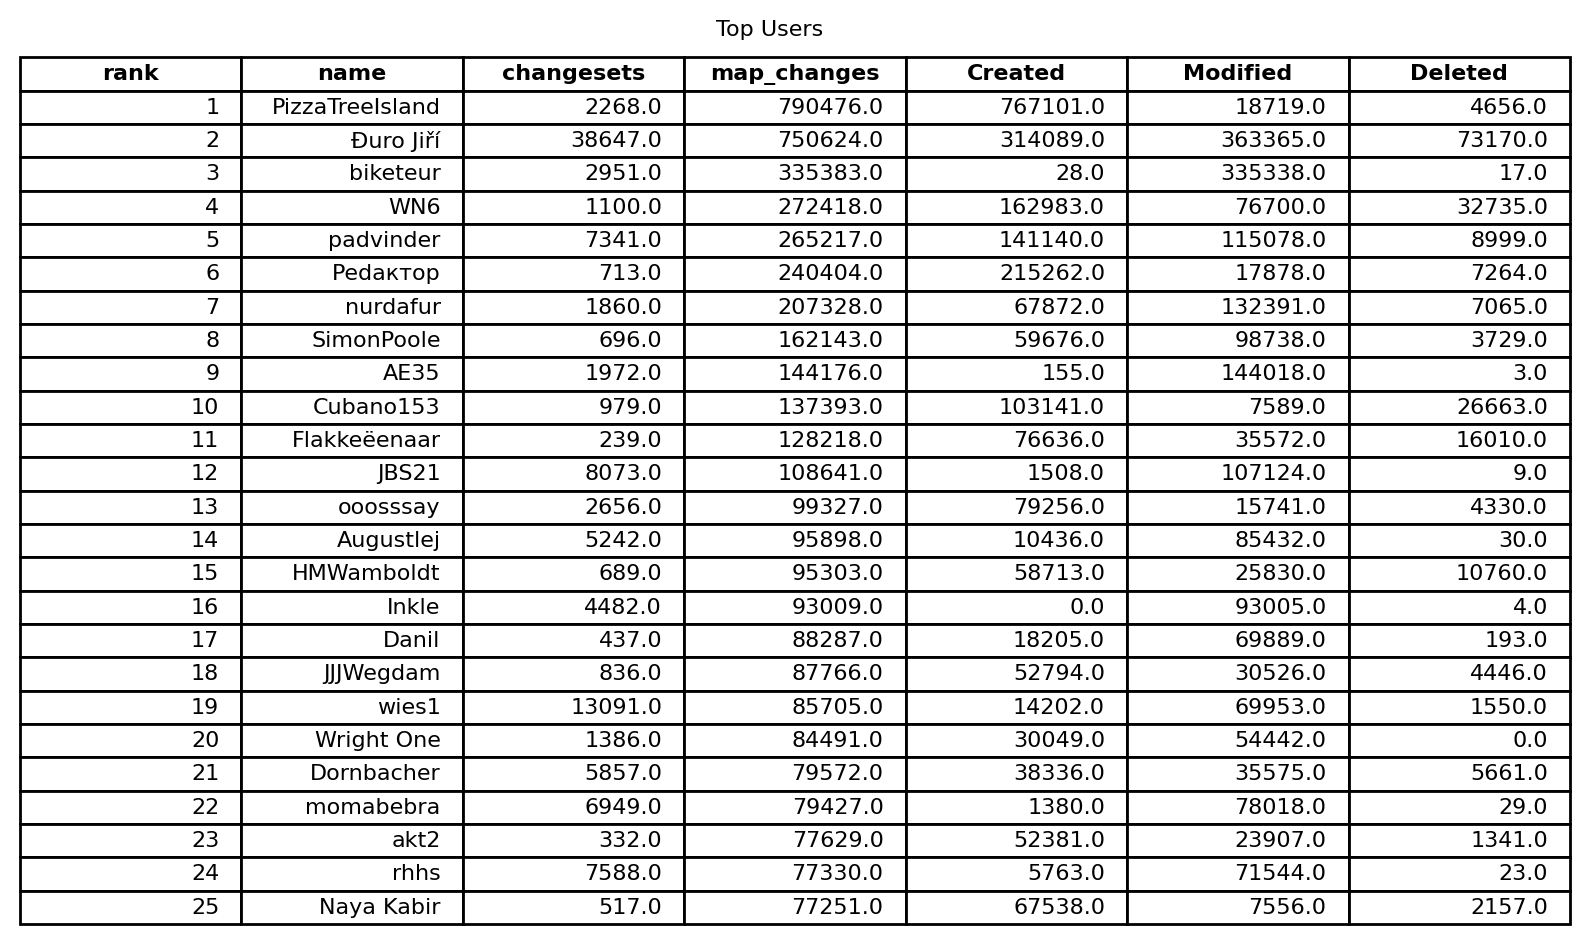 Top Users
rank name changesets map_changes Created Modified Deleted
1 PizzaTreeIsland 2268.0 790476.0 767101.0 18719.0 4656.0
2 Đuro Jiří 38647.0 750624.0 314089.0 363365.0 73170.0
3 biketeur 2951.0 335383.0 28.0 335338.0 17.0
4 WN6 1100.0 272418.0 162983.0 76700.0 32735.0
5 padvinder 7341.0 265217.0 141140.0 115078.0 8999.0
6 Pedaктор 713.0 240404.0 215262.0 17878.0 7264.0
7 nurdafur 1860.0 207328.0 67872.0 132391.0 7065.0
8 SimonPoole 696.0 162143.0 59676.0 98738.0 3729.0
9 AE35 1972.0 144176.0 155.0 144018.0 3.0
10 Cubano153 979.0 137393.0 103141.0 7589.0 26663.0
11 Flakkeëenaar 239.0 128218.0 76636.0 35572.0 16010.0
12 JBS21 8073.0 108641.0 1508.0 107124.0 9.0
13 ooosssay 2656.0 99327.0 79256.0 15741.0 4330.0
14 Augustlej 5242.0 95898.0 10436.0 85432.0 30.0
15 HMWamboldt 689.0 95303.0 58713.0 25830.0 10760.0
16 Inkle 4482.0 93009.0 0.0 93005.0 4.0
17 Danil 437.0 88287.0 18205.0 69889.0 193.0
18 JJJWegdam 836.0 87766.0 52794.0 30526.0 4446.0
19 wies1 13091.0 85705.0 14202.0 69953.0 1550.0
20 Wright One 1386.0 84491.0 30049.0 54442.0 0.0
21 Dornbacher 5857.0 79572.0 38336.0 35575.0 5661.0
22 momabebra 6949.0 79427.0 1380.0 78018.0 29.0
23 akt2 332.0 77629.0 52381.0 23907.0 1341.0
24 rhhs 7588.0 77330.0 5763.0 71544.0 23.0
25 Naya Kabir 517.0 77251.0 67538.0 7556.0 2157.0